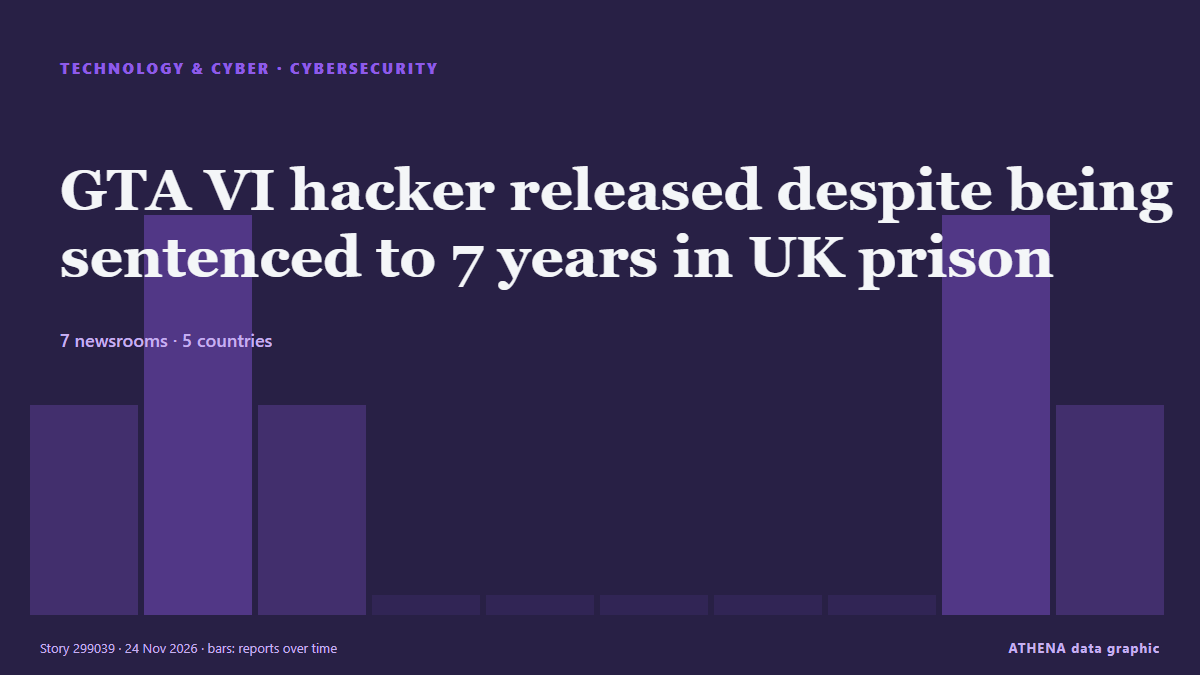 TECHNOLOGY & CYBER · CYBERSECURITY
GTA VI hacker released despite being
sentenced to 7 years in UK prison
7 newsrooms · 5 countries
Story 299039 · 24 Nov 2026 · bars: reports over time
ATHENA data graphic